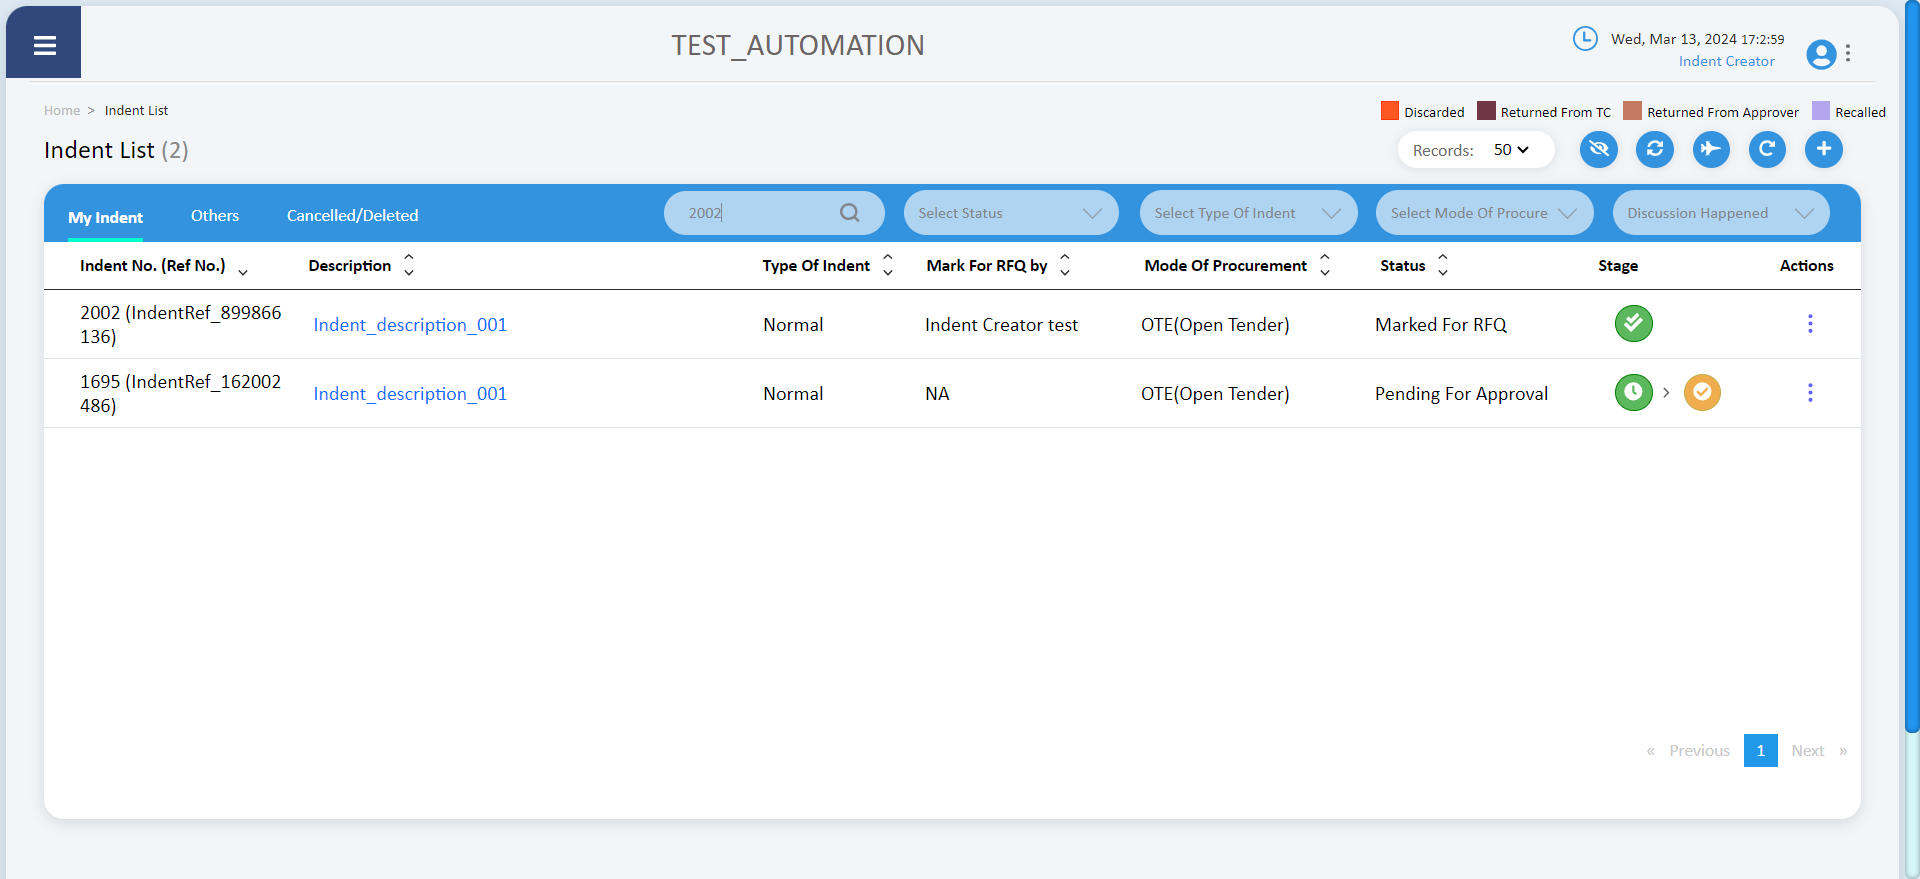 TEST_AUTOMATION
Wed, Mar 13, 2024 17:2:59
Indent Creator
Home > Indent List
Discarded Returned From TC Returned From Approver Recalled
Indent List (2)
Records: 50
My Indent Others Cancelled/Deleted 2002 Select Status Select Type Of Indent Select Mode Of Procure Discussion Happened
Indent No. (Ref No.) Description Type Of Indent Mark For RFQ by Mode Of Procurement Status Stage Actions
2002 (IndentRef_899866
136) Indent_description_001 Normal Indent Creator test OTE(Open Tender) Marked For RFQ
1695 (IndentRef_162002
486) Indent_description_001 Normal NA OTE(Open Tender) Pending For Approval
« Previous 1 Next »